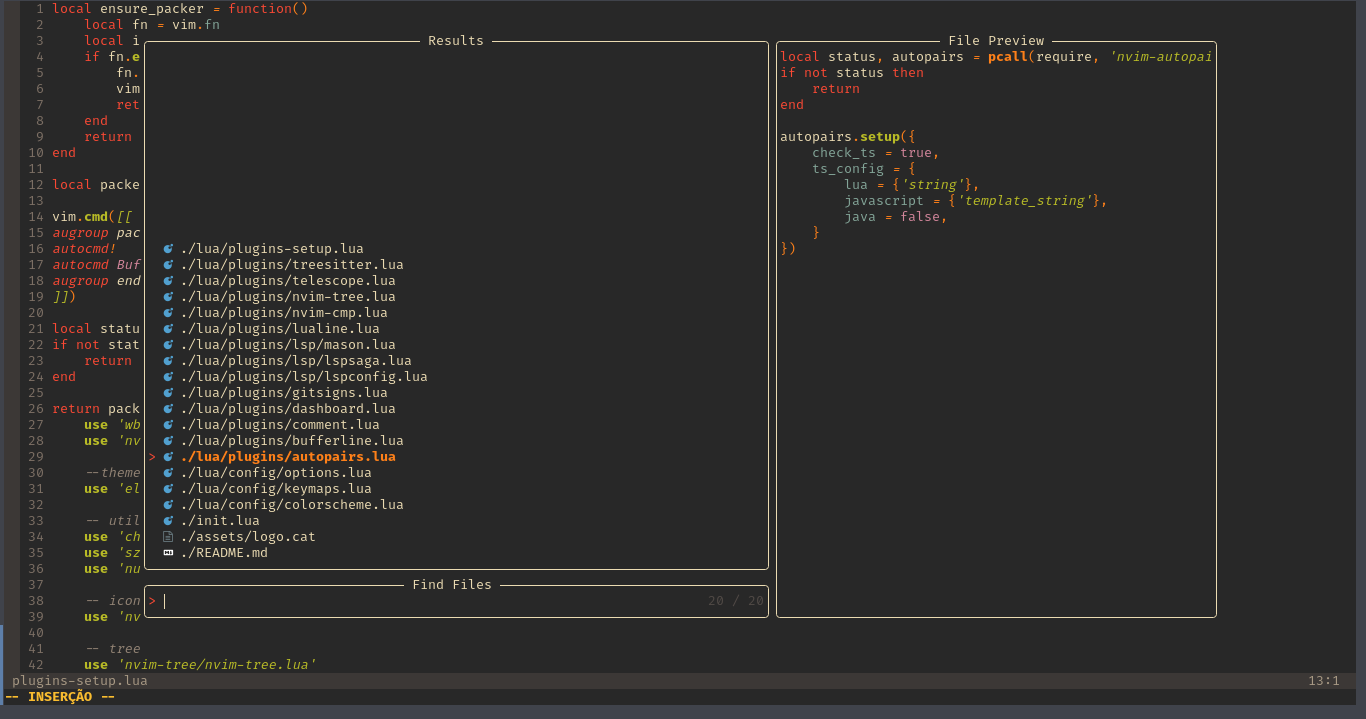 1 local ensure_packer = function()
2 local fn = vim.fn
3 local i
4 if fn.e
5 fn.
6 vim
7 ret
8 end
9 return
10 end
11
12 local packe
13
14 vim.cmd([[
15 augroup pac
16 autocmd!
17 autocmd Buf
18 augroup end
19 ]])
20
21 local statu
22 if not stat
23 return
24 end
25
26 return pack
27 use 'wb
28 use 'nv
29
30 --theme
31 use 'el
32
33 -- util
34 use 'ch
35 use 'sz
36 use 'nu
37
38 -- icon
39 use 'nv
40
41 -- tree
42 use 'nvim-tree/nvim-tree.lua'
Results
./lua/plugins-setup.lua
./lua/plugins/treesitter.lua
./lua/plugins/telescope.lua
./lua/plugins/nvim-tree.lua
./lua/plugins/nvim-cmp.lua
./lua/plugins/lualine.lua
./lua/plugins/lsp/mason.lua
./lua/plugins/lsp/lspsaga.lua
./lua/plugins/lsp/lspconfig.lua
./lua/plugins/gitsigns.lua
./lua/plugins/dashboard.lua
./lua/plugins/comment.lua
./lua/plugins/bufferline.lua
> ./lua/plugins/autopairs.lua
./lua/config/options.lua
./lua/config/keymaps.lua
./lua/config/colorscheme.lua
./init.lua
./assets/logo.cat
./README.md
Find Files
> 20 / 20
File Preview
local status, autopairs = pcall(require, 'nvim-autopai
if not status then
return
end
autopairs.setup({
check_ts = true,
ts_config = {
lua = {'string'},
javascript = {'template_string'},
java = false,
}
})
plugins-setup.lua 13:1
-- INSERÇÃO --